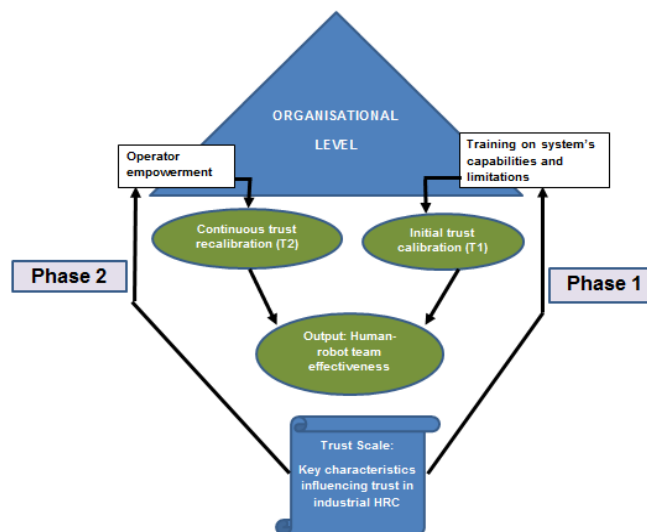 ORGANISATIONAL
LEVEL
Operator
empowerment
Training on system's
capabilities and
limitations
Continuous trust
recalibration (T2)
Initial trust
calibration (T1)
Phase 2
Phase 1
Output: Human-
robot team
effectiveness
Trust Scale:
Key characteristics
influencing trust in
industrial HRC